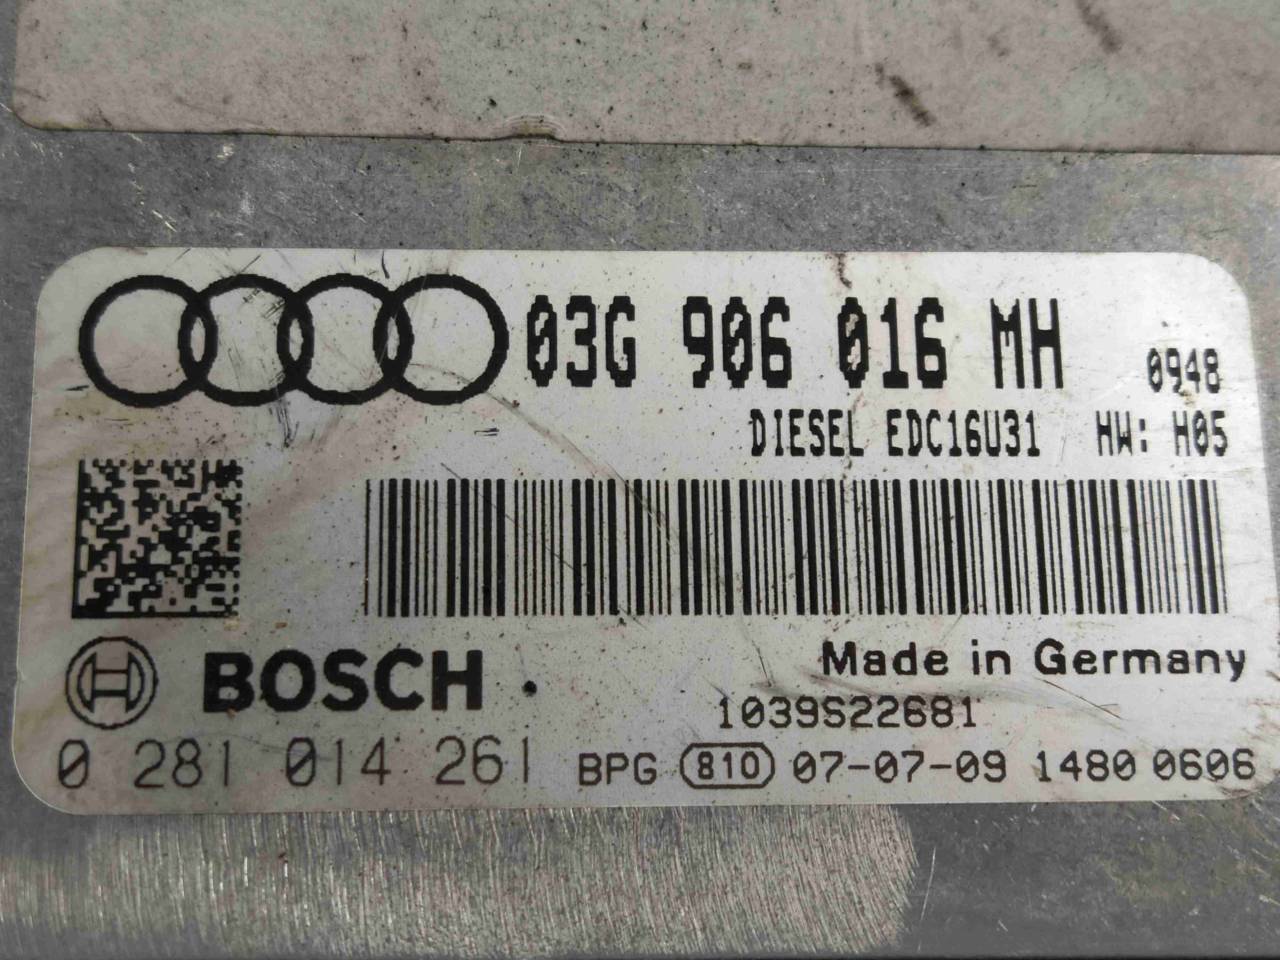 03G 906 016 MH 0948
DIESEL EDC16U31 HW: H05
BOSCH
Made in Germany
1039S22681
0 281 014 261 BPG 810 07-07-09 1480 0606